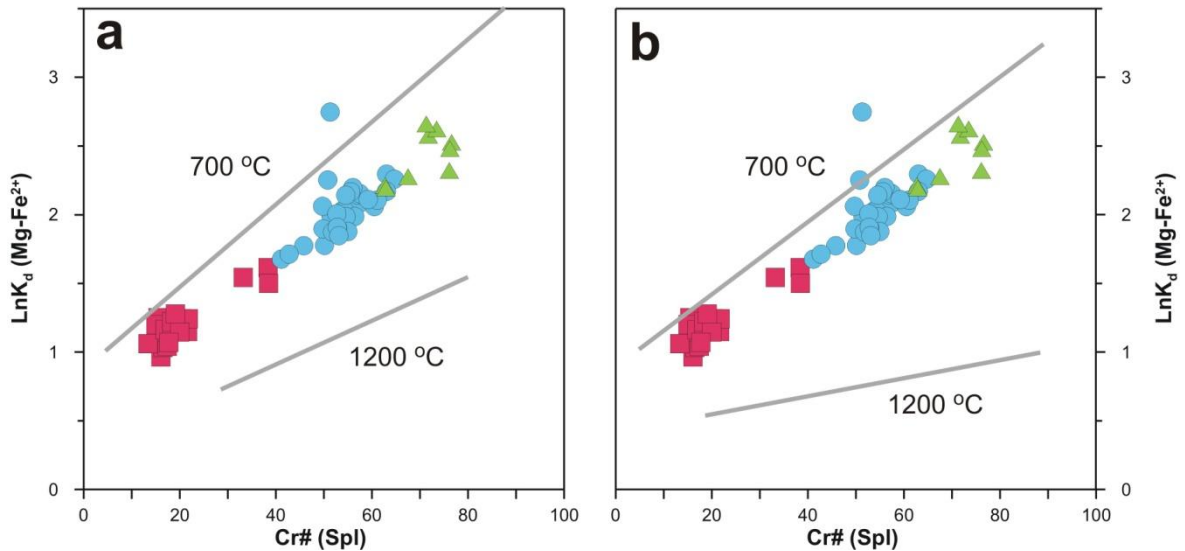 a
3
2
1
0
LnKd (Mg-Fe2+)
700 oC
1200 oC
0 20 40 60 80 100
Cr# (Spl)
b
3
2
1
0
LnKd (Mg-Fe2+)
700 oC
1200 oC
0 20 40 60 80 100
Cr# (Spl)